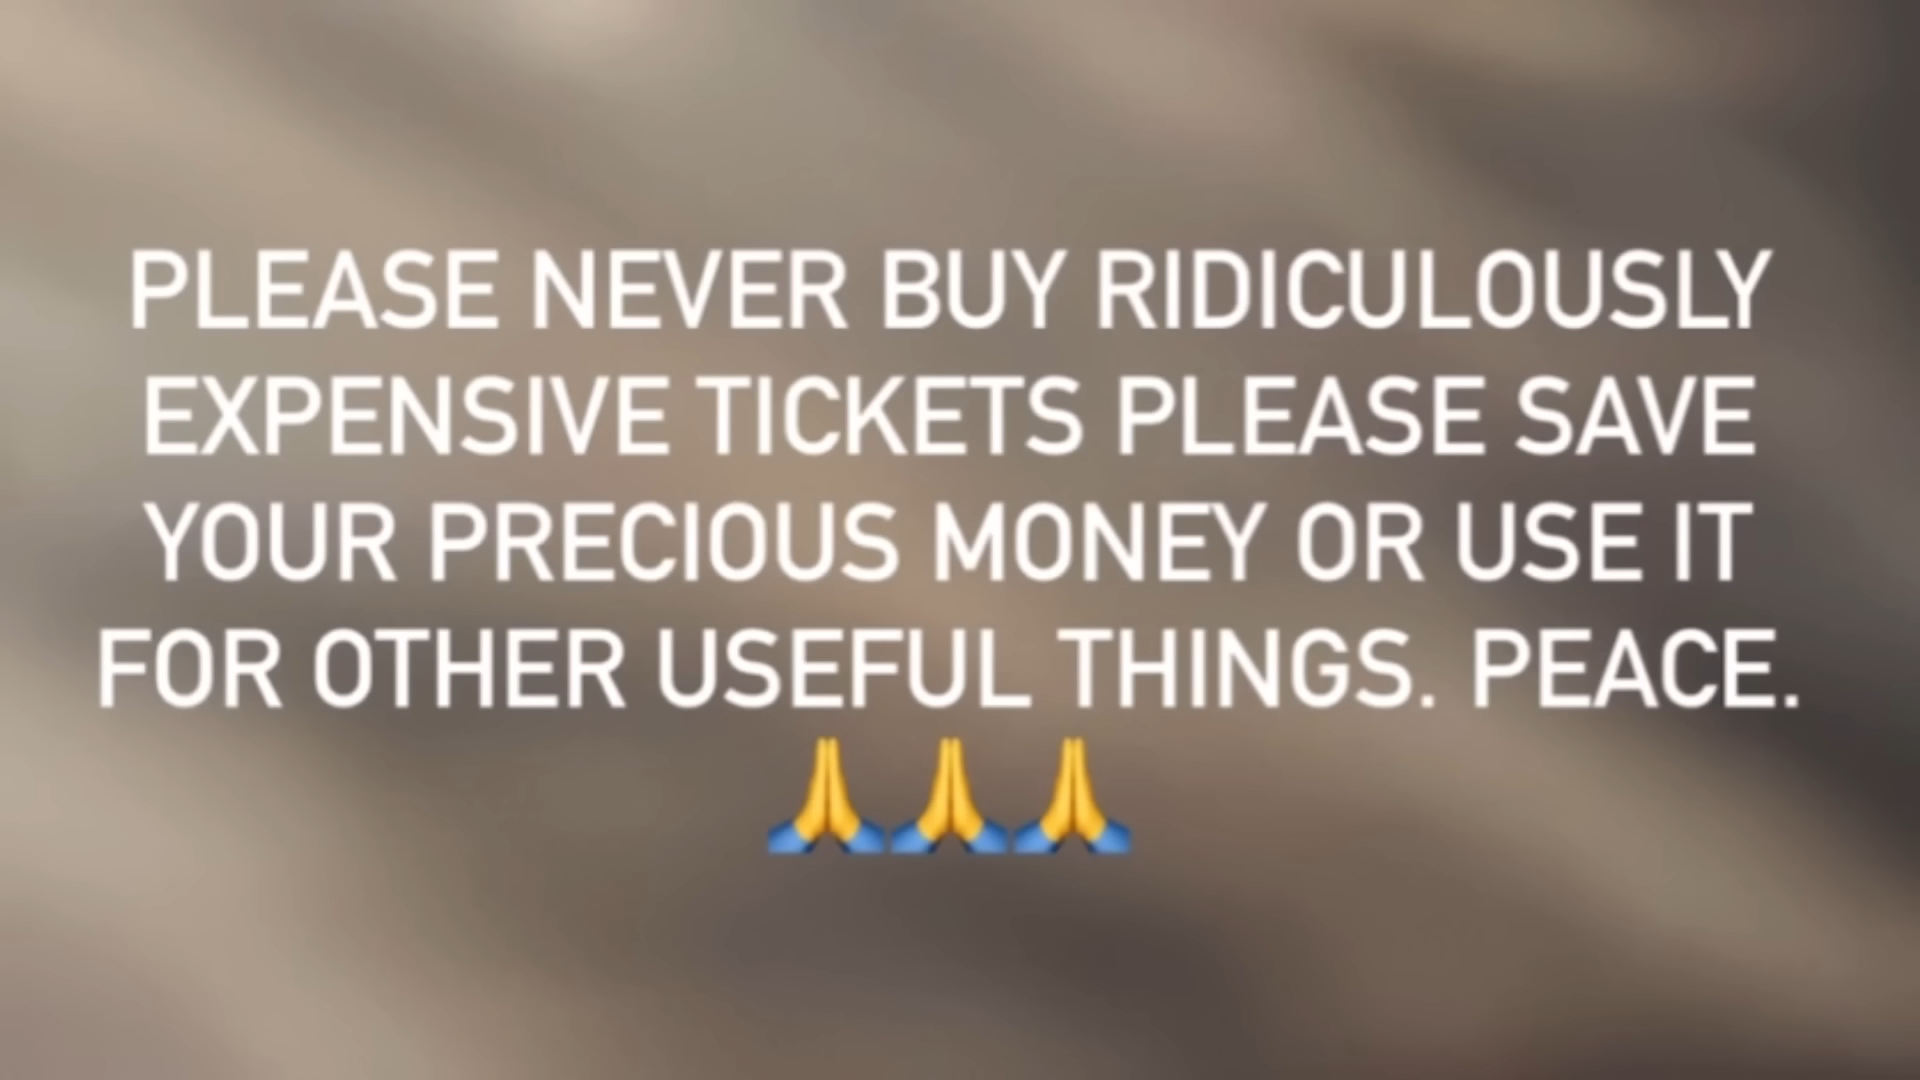 PLEASE NEVER BUY RIDICULOUSLY
EXPENSIVE TICKETS PLEASE SAVE
YOUR PRECIOUS MONEY OR USE IT
FOR OTHER USEFUL THINGS. PEACE.
🙏🙏🙏